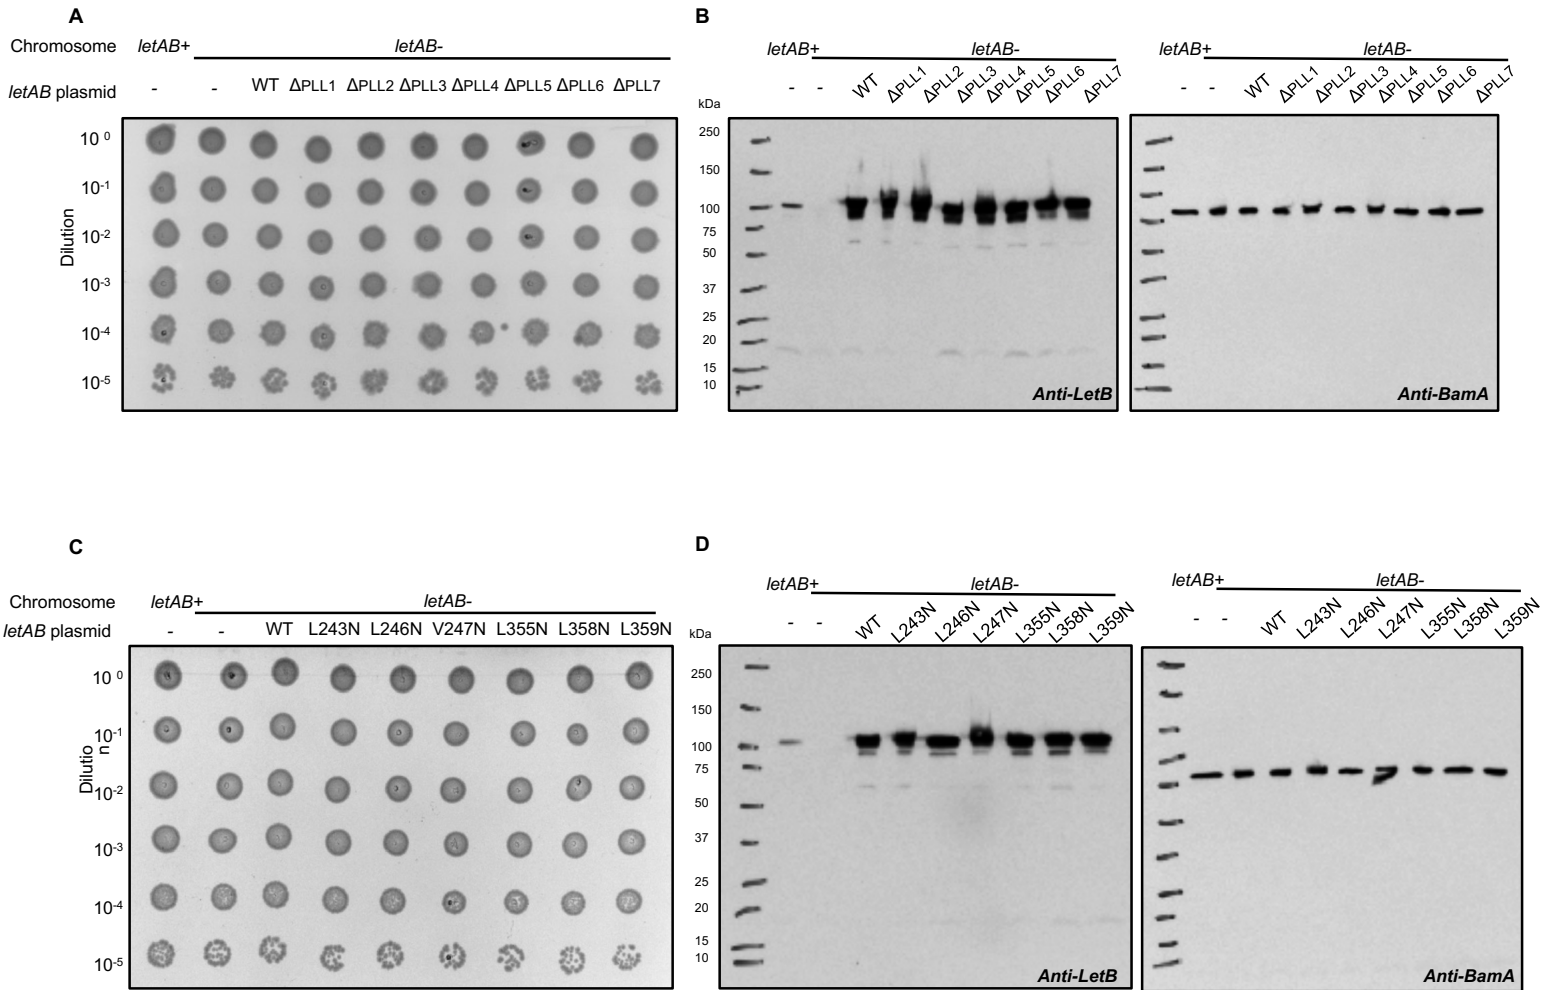 A
Chromosome letAB+ letAB-
letAB plasmid - - WT ΔPLL1 ΔPLL2 ΔPLL3 ΔPLL4 ΔPLL5 ΔPLL6 ΔPLL7
Dilution
10 0
10-1
10-2
10-3
10-4
10-5
B
letAB+ letAB-
- - WT ΔPLL1 ΔPLL2 ΔPLL3 ΔPLL4 ΔPLL5 ΔPLL6 ΔPLL7
kDa
250
150
100
75
50
37
25
20
15
10
Anti-LetB
letAB+ letAB-
- - WT ΔPLL1 ΔPLL2 ΔPLL3 ΔPLL4 ΔPLL5 ΔPLL6 ΔPLL7
Anti-BamA
C
Chromosome letAB+ letAB-
letAB plasmid - - WT L243N L246N V247N L355N L358N L359N
Dilutio
n
10 0
10-1
10-2
10-3
10-4
10-5
D
letAB+ letAB-
- - WT L243N L246N L247N L355N L358N L359N
kDa
250
150
100
75
50
37
25
20
15
10
Anti-LetB
letAB+ letAB-
- - WT L243N L246N L247N L355N L358N L359N
Anti-BamA